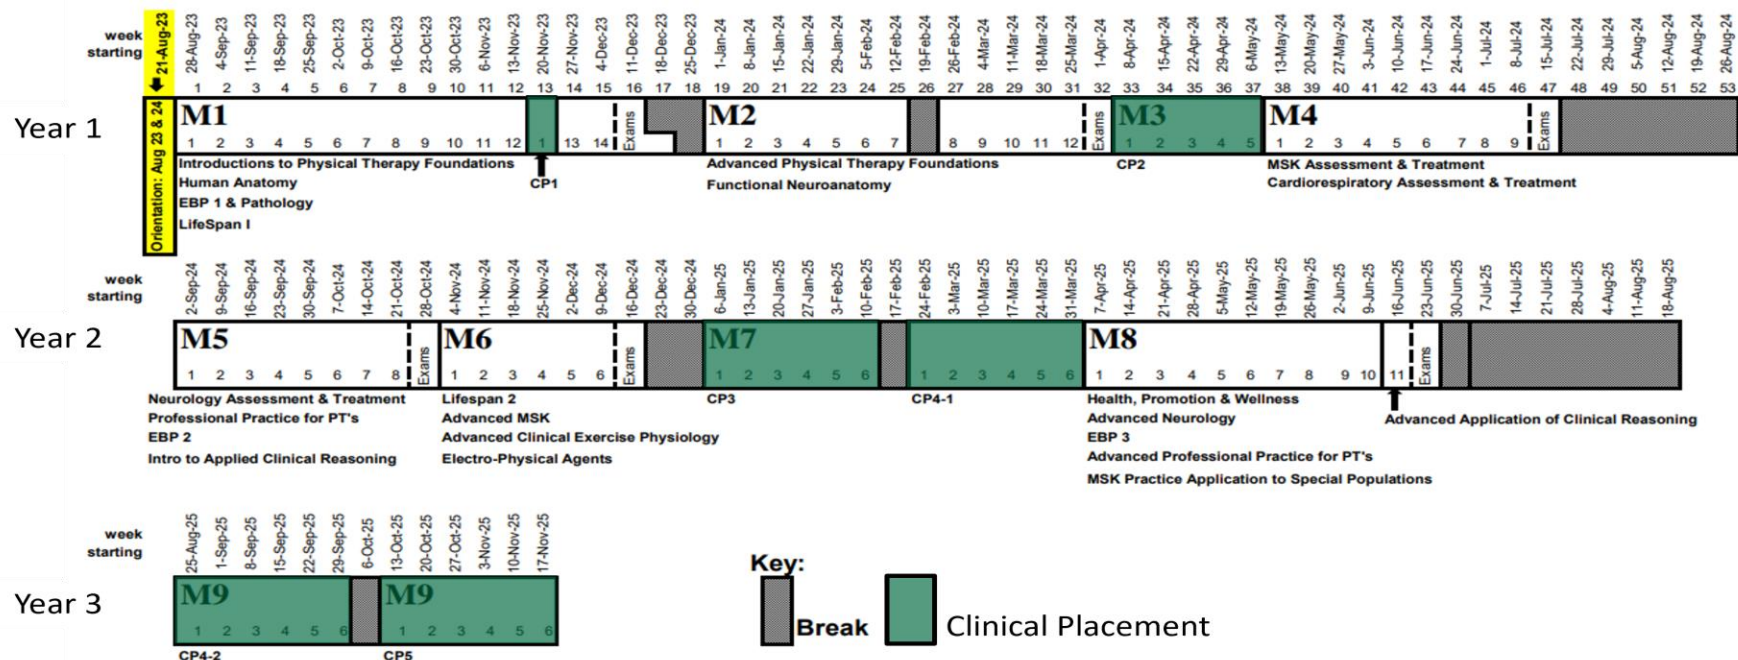 week starting 21-Aug-23 28-Aug-23 4-Sep-23 11-Sep-23 18-Sep-23 25-Sep-23 2-Oct-23 9-Oct-23 16-Oct-23 23-Oct-23 30-Oct-23 6-Nov-23 13-Nov-23 20-Nov-23 27-Nov-23 4-Dec-23 11-Dec-23 18-Dec-23 25-Dec-23 1-Jan-24 8-Jan-24 15-Jan-24 22-Jan-24 29-Jan-24 5-Feb-24 12-Feb-24 19-Feb-24 26-Feb-24 4-Mar-24 11-Mar-24 18-Mar-24 25-Mar-24 1-Apr-24 8-Apr-24 15-Apr-24 22-Apr-24 29-Apr-24 6-May-24 13-May-24 20-May-24 27-May-24 3-Jun-24 10-Jun-24 17-Jun-24 24-Jun-24 1-Jul-24 8-Jul-24 15-Jul-24 22-Jul-24 29-Jul-24 5-Aug-24 12-Aug-24 19-Aug-24 26-Aug-24
1 2 3 4 5 6 7 8 9 10 11 12 13 14 15 16 17 18 19 20 21 22 23 24 25 26 27 28 29 30 31 32 33 34 35 36 37 38 39 40 41 42 43 44 45 46 47 48 49 50 51 52 53
Year 1
Orientation: Aug 23 & 24
M1 Exams M2 Exams M3 M4 Exams
1 2 3 4 5 6 7 8 9 10 11 12 1 13 14 1 2 3 4 5 6 7 8 9 10 11 12 1 2 3 4 5 1 2 3 4 5 6 7 8 9
Introductions to Physical Therapy Foundations
Human Anatomy
EBP 1 & Pathology
LifeSpan I
CP1
Advanced Physical Therapy Foundations
Functional Neuroanatomy
CP2
MSK Assessment & Treatment
Cardiorespiratory Assessment & Treatment
week starting 2-Sep-24 9-Sep-24 16-Sep-24 23-Sep-24 30-Sep-24 7-Oct-24 14-Oct-24 21-Oct-24 28-Oct-24 4-Nov-24 11-Nov-24 18-Nov-24 25-Nov-24 2-Dec-24 9-Dec-24 16-Dec-24 23-Dec-24 30-Dec-24 6-Jan-25 13-Jan-25 20-Jan-25 27-Jan-25 3-Feb-25 10-Feb-25 17-Feb-25 24-Feb-25 3-Mar-25 10-Mar-25 17-Mar-25 24-Mar-25 31-Mar-25 7-Apr-25 14-Apr-25 21-Apr-25 28-Apr-25 5-May-25 12-May-25 19-May-25 26-May-25 2-Jun-25 9-Jun-25 16-Jun-25 23-Jun-25 30-Jun-25 7-Jul-25 14-Jul-25 21-Jul-25 28-Jul-25 4-Aug-25 11-Aug-25 18-Aug-25
Year 2
M5 Exams M6 Exams M7 M8 Exams
1 2 3 4 5 6 7 8 1 2 3 4 5 6 1 2 3 4 5 6 1 2 3 4 5 6 1 2 3 4 5 6 7 8 9 10 11
Neurology Assessment & Treatment
Professional Practice for PT's
EBP 2
Intro to Applied Clinical Reasoning
Lifespan 2
Advanced MSK
Advanced Clinical Exercise Physiology
Electro-Physical Agents
CP3
CP4-1
Health, Promotion & Wellness
Advanced Neurology
EBP 3
Advanced Professional Practice for PT's
MSK Practice Application to Special Populations
Advanced Application of Clinical Reasoning
week starting 25-Aug-25 1-Sep-25 8-Sep-25 15-Sep-25 22-Sep-25 29-Sep-25 6-Oct-25 13-Oct-25 20-Oct-25 27-Oct-25 3-Nov-25 10-Nov-25 17-Nov-25
Year 3
M9 M9
1 2 3 4 5 6 1 2 3 4 5 6
CP4-2
CP5
Key:
Break
Clinical Placement